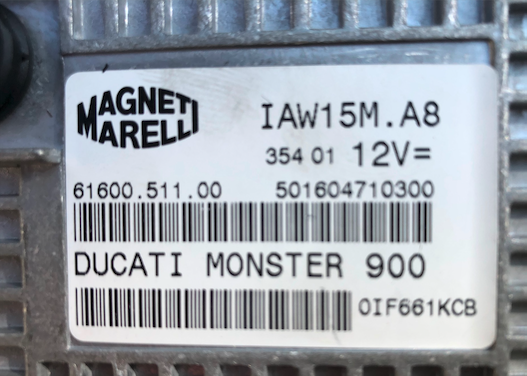 MAGNETI
MARELLI
IAW15M.A8
354 01 12V=
61600.511.00 501604710300
DUCATI MONSTER 900
0IF661KCB